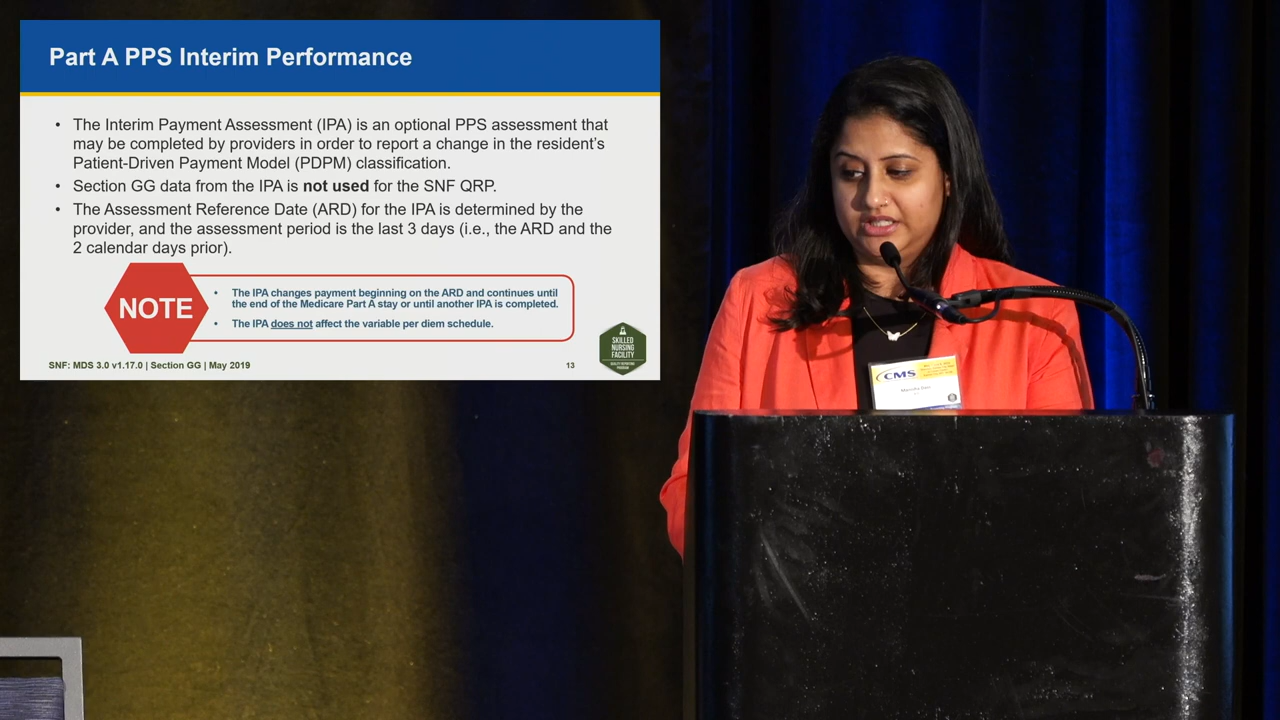 Part A PPS Interim Performance
• The Interim Payment Assessment (IPA) is an optional PPS assessment that
may be completed by providers in order to report a change in the resident's
Patient-Driven Payment Model (PDPM) classification.
• Section GG data from the IPA is not used for the SNF QRP.
• The Assessment Reference Date (ARD) for the IPA is determined by the
provider, and the assessment period is the last 3 days (i.e., the ARD and the
2 calendar days prior).
NOTE
• The IPA changes payment beginning on the ARD and continues until
the end of the Medicare Part A stay or until another IPA is completed.
• The IPA does not affect the variable per diem schedule.
SKILLED
NURSING
FACILITY
QUALITY REPORTING
PROGRAM
SNF: MDS 3.0 v1.17.0 | Section GG | May 2019
13
CMS